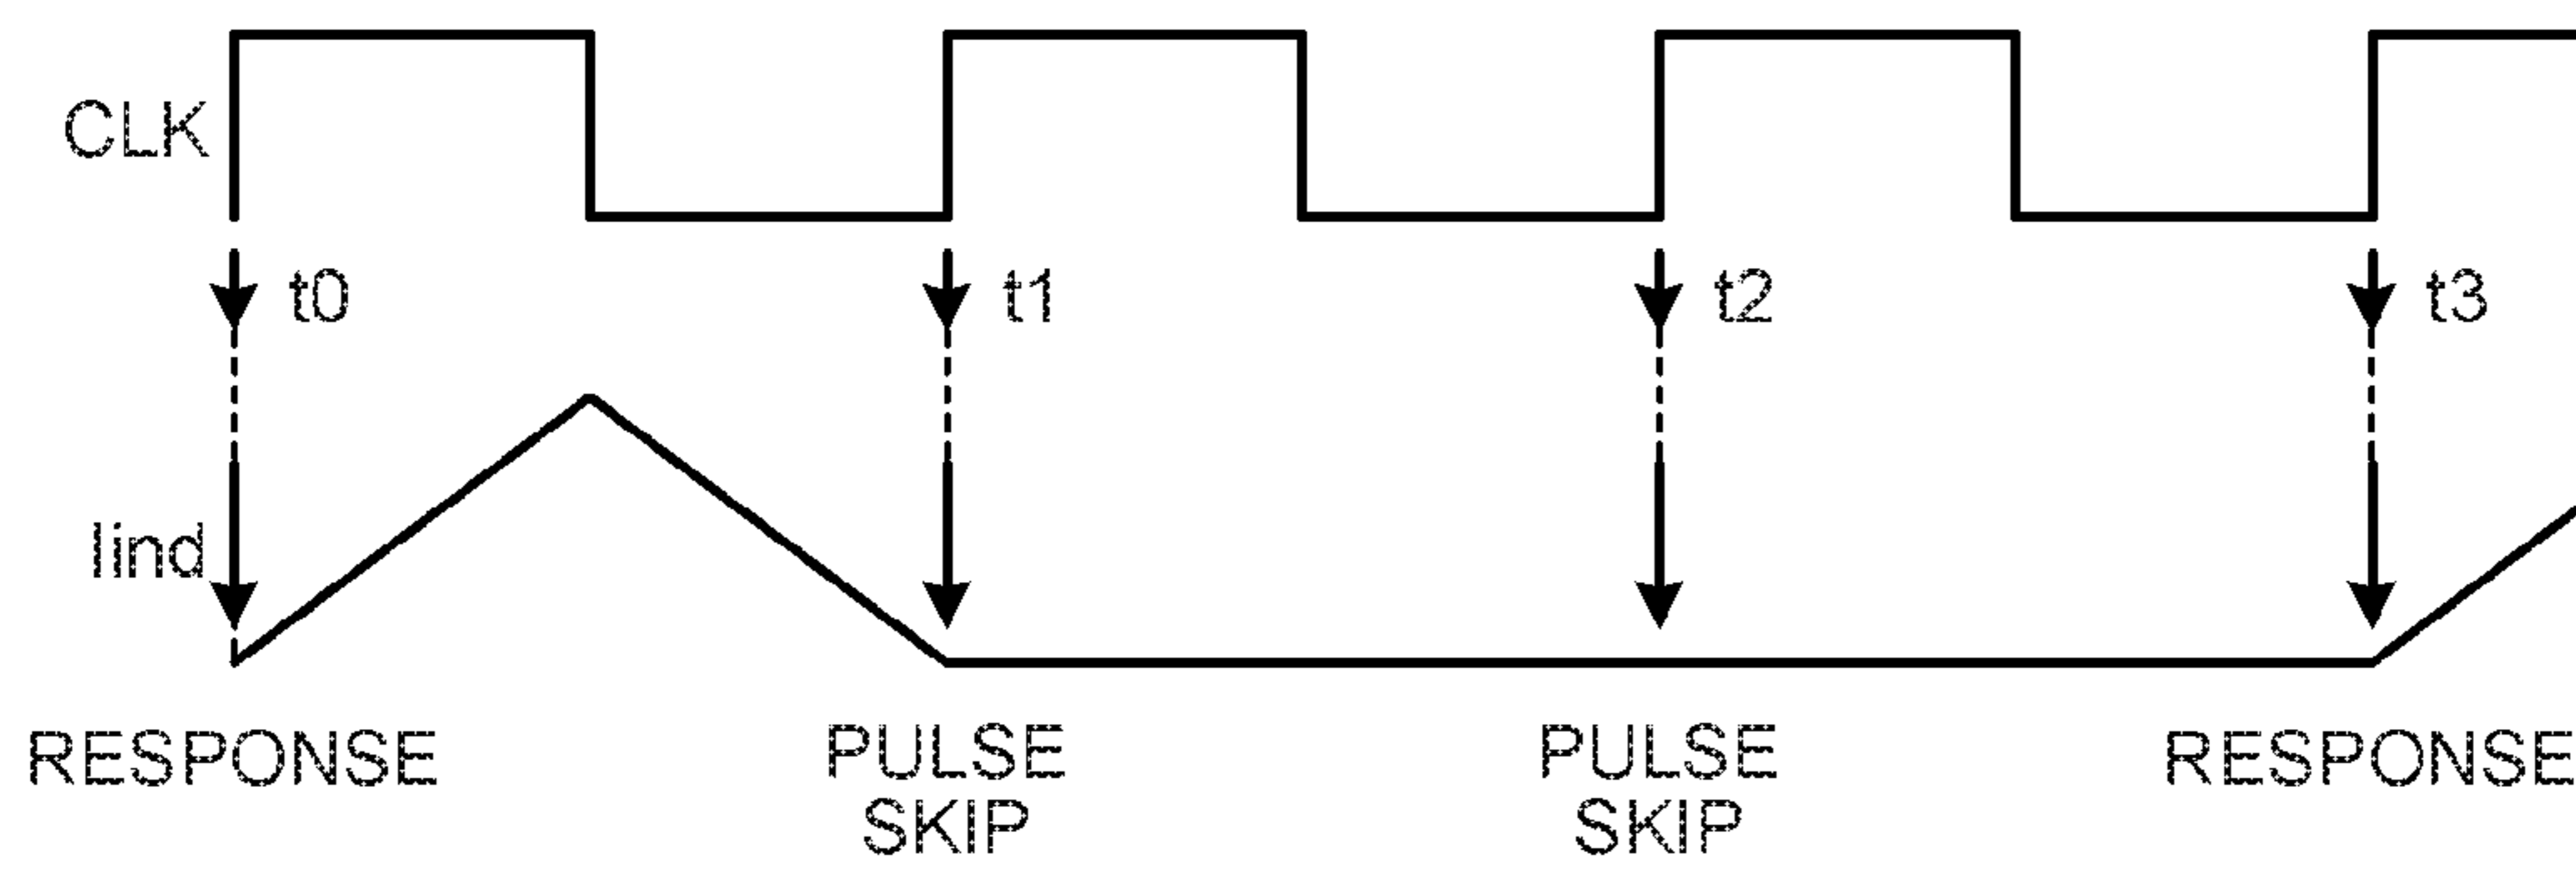 CLK
t0
t1
t2
t3
Iind
RESPONSE
PULSE
SKIP
PULSE
SKIP
RESPONSE